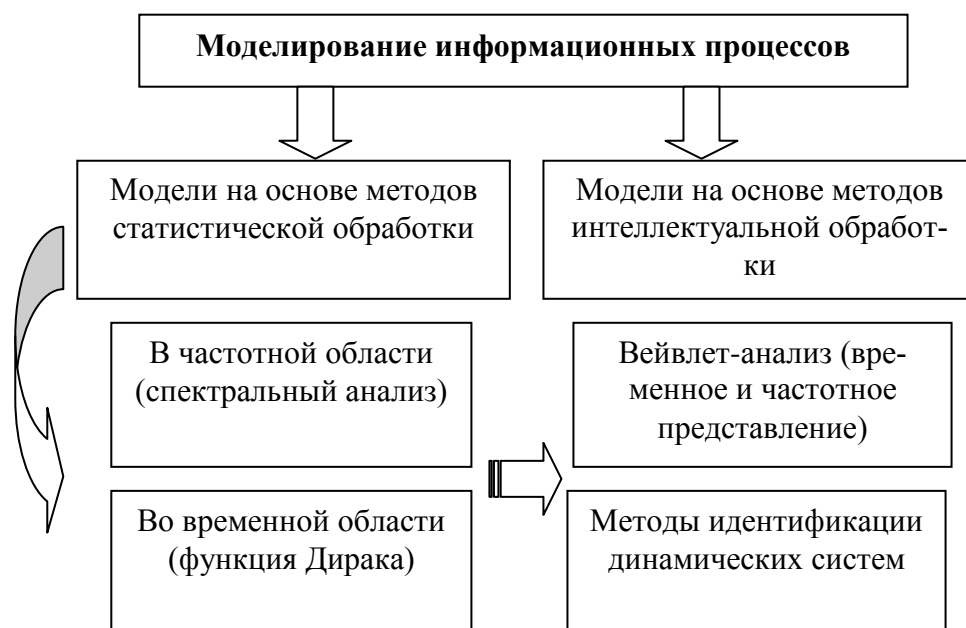 Моделирование информационных процессов
Модели на основе методов
статистической обработки
Модели на основе методов
интеллектуальной обработ-
ки
В частотной области
(спектральный анализ)
Вейвлет-анализ (вре-
менное и частотное
представление)
Во временной области
(функция Дирака)
Методы идентификации
динамических систем